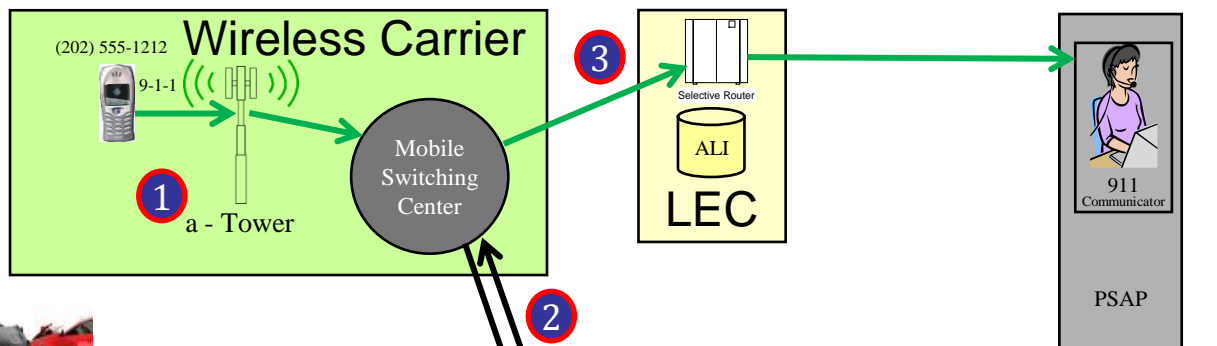 (202) 555-1212
Wireless Carrier
9-1-1
1
a - Tower
Mobile
Switching
Center
2
3
Selective Router
ALI
LEC
911
Communicator
PSAP